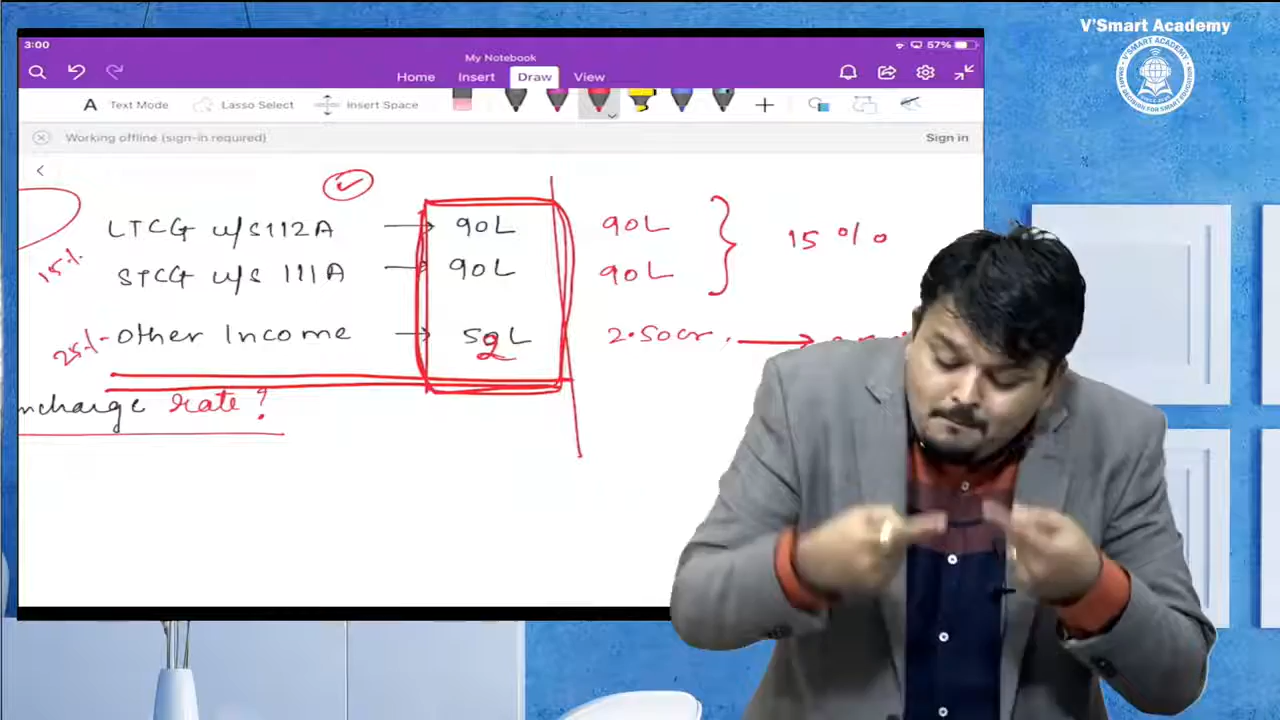 V'Smart Academy
3:00
57%
My Notebook
Home Insert Draw View
A Text Mode Lasso Select Insert Space
Working offline (sign-in required) Sign in
LTCG u/s 112A → 90L 90L
15%
15% STCG u/s 111A → 90L 90L
25% Other Income → 2 L 2.50cr. →
rate?